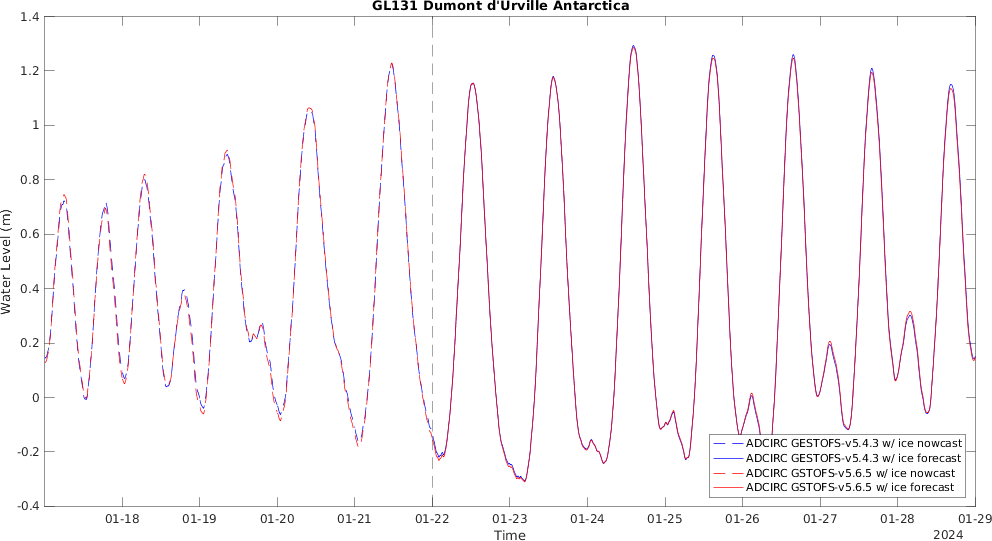 GL131 Dumont d'Urville Antarctica
1.4
1.2
1
0.8
0.6
0.4
0.2
0
-0.2
-0.4
Water Level (m)
01-18 01-19 01-20 01-21 01-22 01-23 01-24 01-25 01-26 01-27 01-28 01-29
Time
2024
ADCIRC GESTOFS-v5.4.3 w/ ice nowcast
ADCIRC GESTOFS-v5.4.3 w/ ice forecast
ADCIRC GSTOFS-v5.6.5 w/ ice nowcast
ADCIRC GSTOFS-v5.6.5 w/ ice forecast